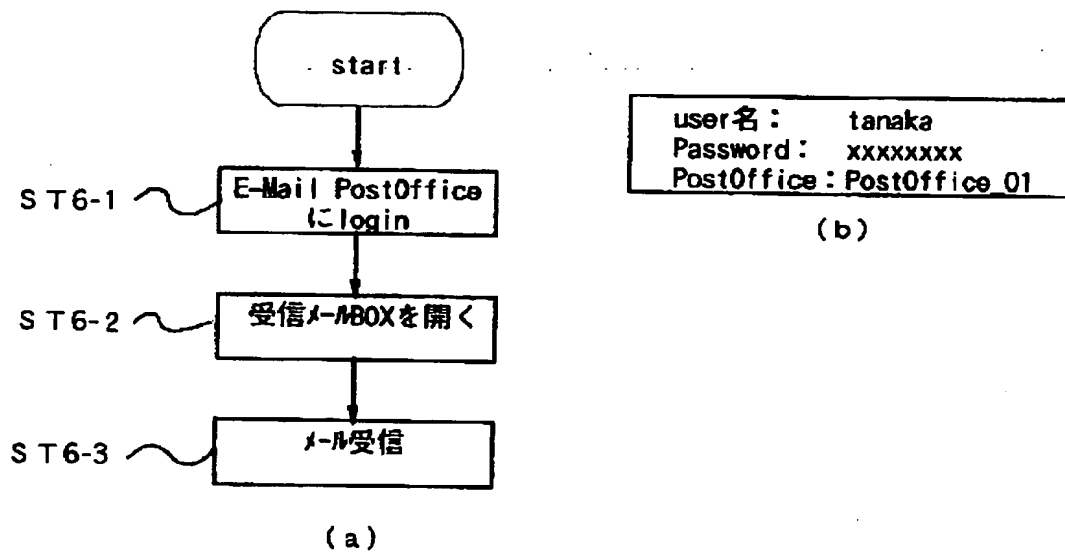 start
ST6-1
E-Mail PostOffice
にlogin
ST6-2
受信メールBOXを開く
ST6-3
メール受信
(a)
user名： tanaka
Password： xxxxxxxx
PostOffice：PostOffice_01
(b)